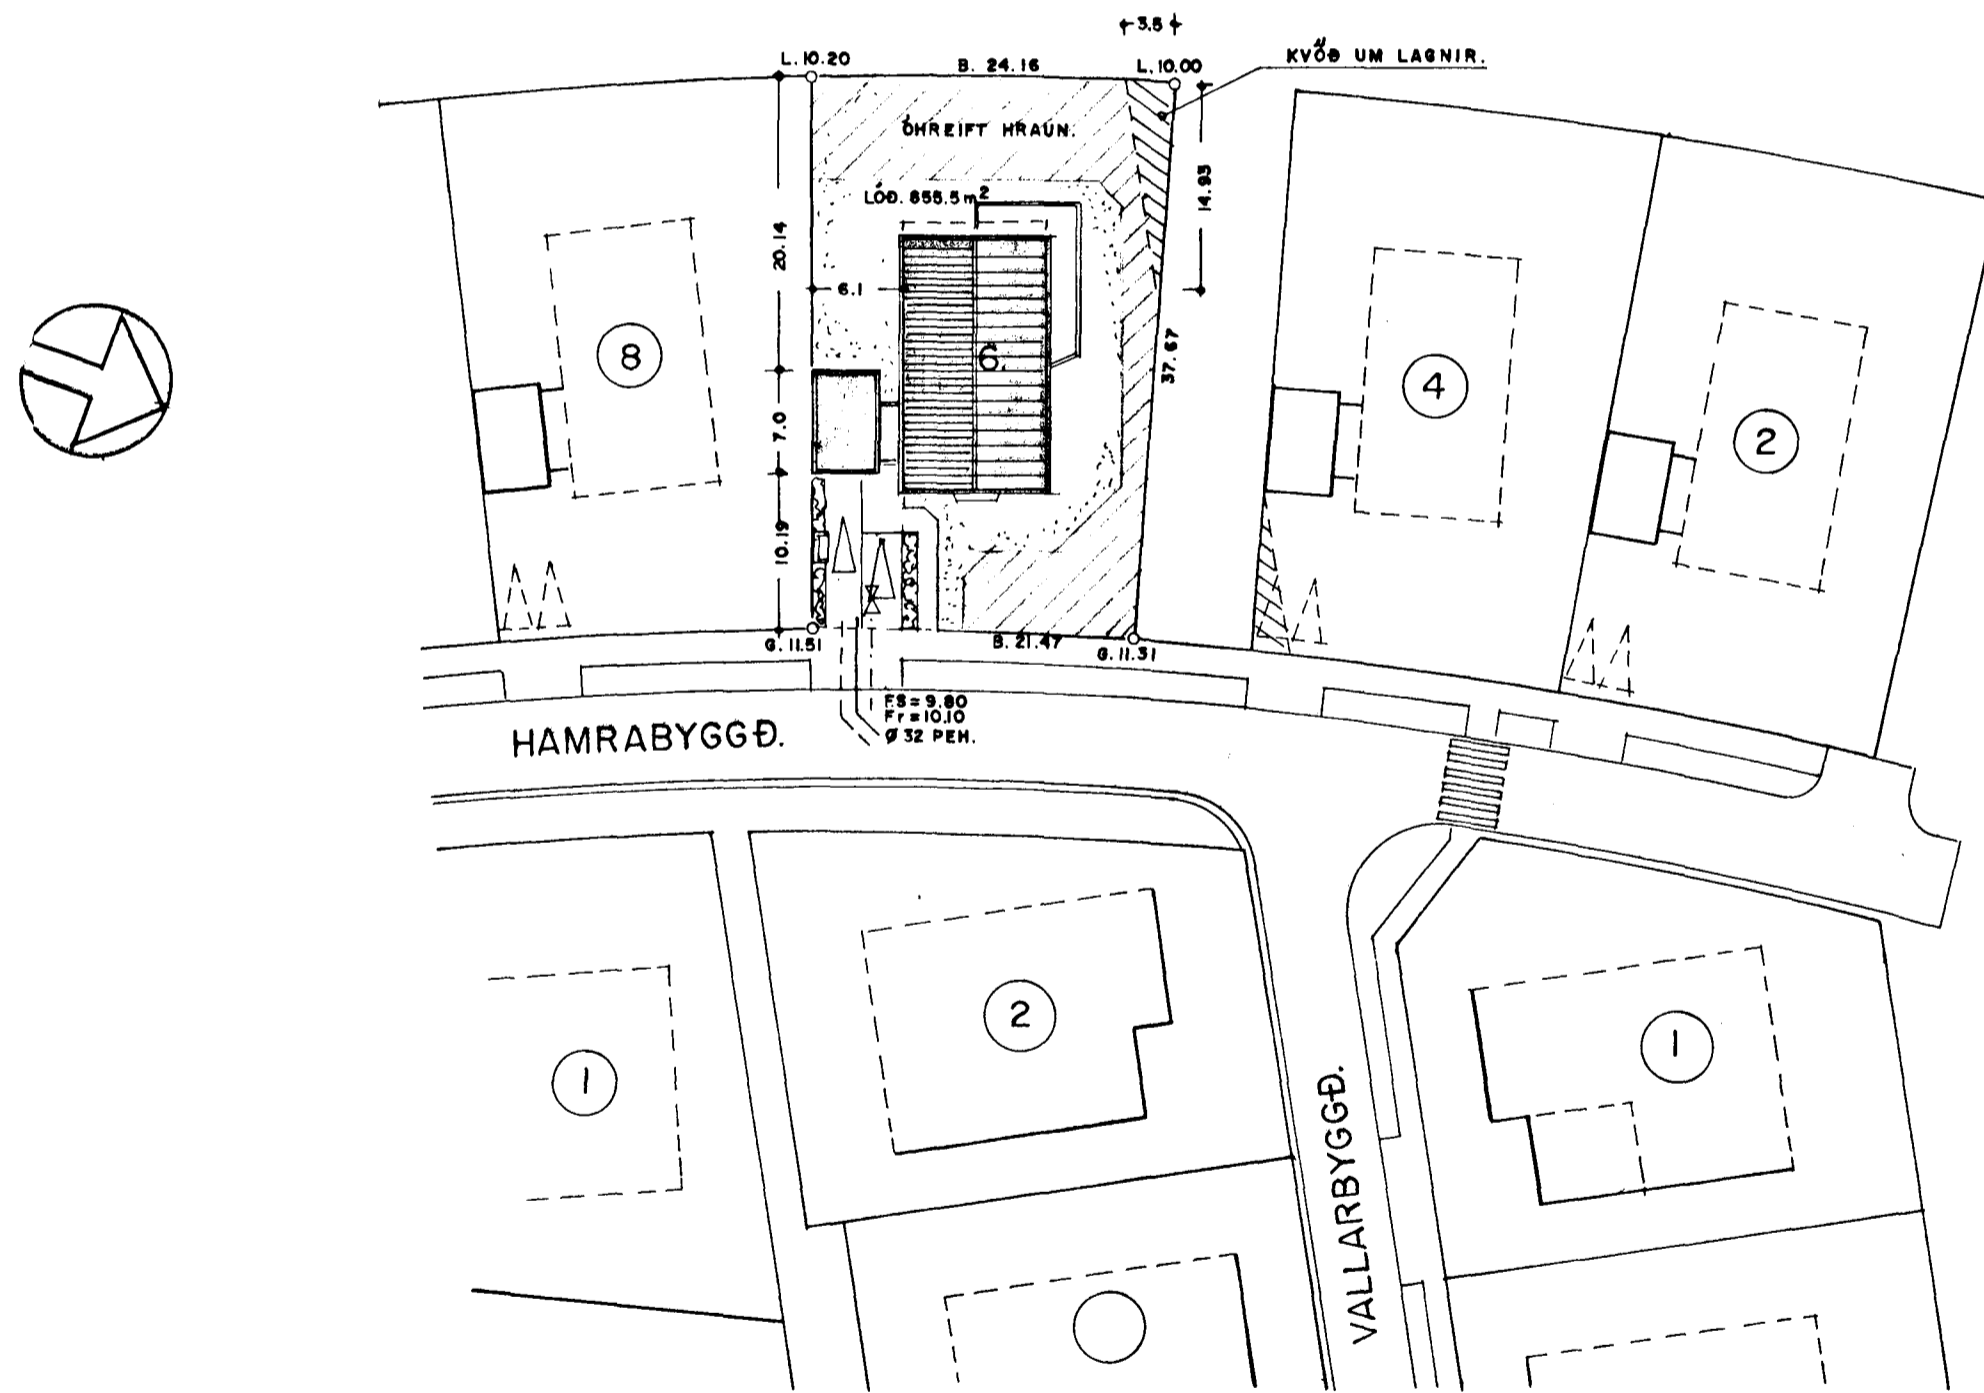 3.5
L. 10.20
B. 24.16
L. 10.00
KVÖÐ UM LAGNIR.
ÓHREIFT HRAUN.
LÓÐ. 855.5 m²
14.93
20.14
6.1
8
6.
37.67
4
2
7.0
10.19
G. 11.51
B. 21.47
G. 11.31
FS = 9.80
Fr = 10.10
Ø 32 PEH.
HAMRABYGGÐ.
2
1
1
VALLARBYGGÐ.